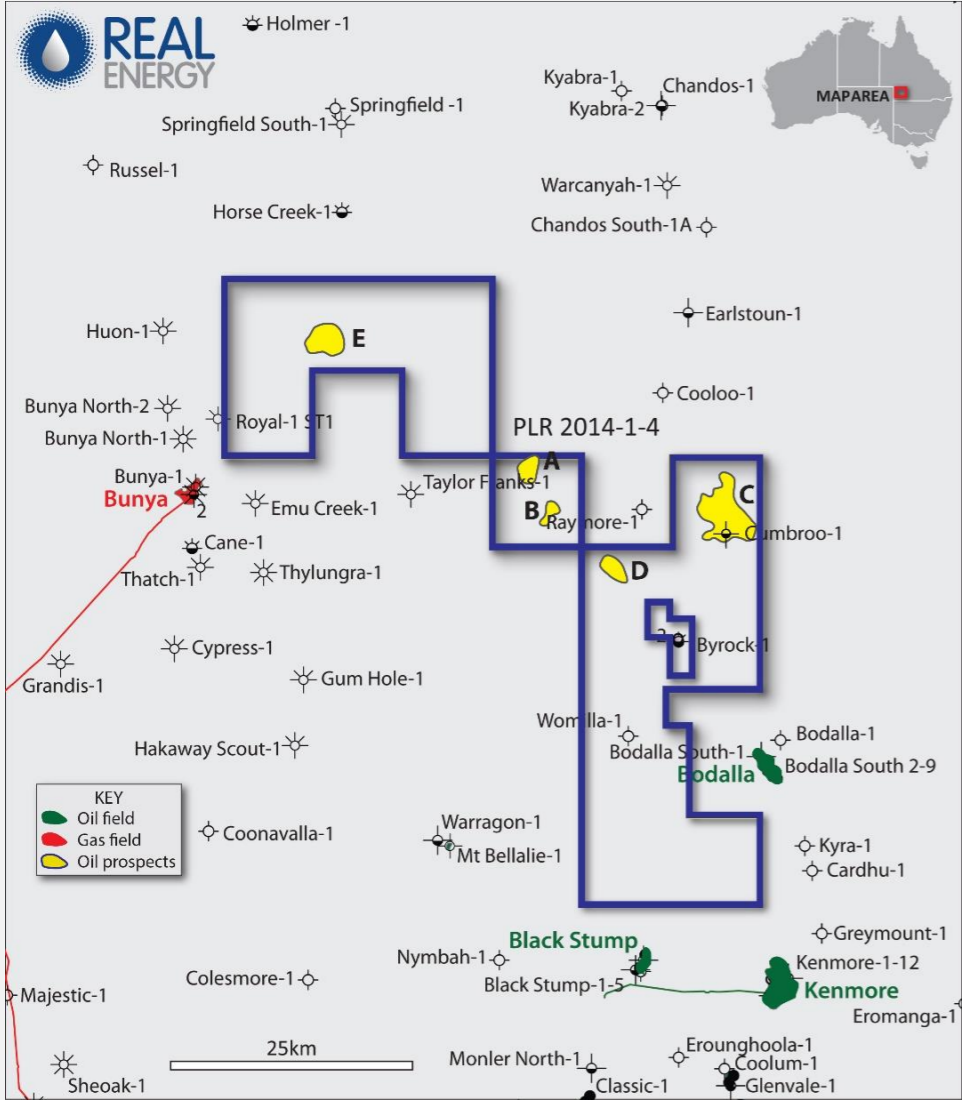 REAL
ENERGY
Holmer -1
Kyabra-1
Chandos-1
Kyabra-2
MAPAREA
Springfield -1
Springfield South-1
Russel-1
Warcanyah-1
Horse Creek-1
Chandos South-1A
Earlstoun-1
Huon-1
E
Cooloo-1
Bunya North-2
Royal-1 ST1
PLR 2014-1-4
Bunya North-1
A
Bunya-1
Taylor Franks-1
C
Bunya
2
Emu Creek-1
B
Raymore-1
Cumbroo-1
Cane-1
Thatch-1
Thylungra-1
D
2
Byrock-1
Cypress-1
Grandis-1
Gum Hole-1
Womilla-1
Bodalla-1
Hakaway Scout-1
Bodalla South-1
Bodalla
Bodalla South 2-9
KEY
Oil field
Gas field
Oil prospects
Coonavalla-1
Warragon-1
Mt Bellalie-1
Kyra-1
Cardhu-1
Greymount-1
Black Stump
Nymbah-1
Kenmore-1-12
Colesmore-1
Black Stump-1-5
Kenmore
Majestic-1
Eromanga-1
25km
Monler North-1
Erounghoola-1
Coolum-1
Sheoak-1
Classic-1
Glenvale-1